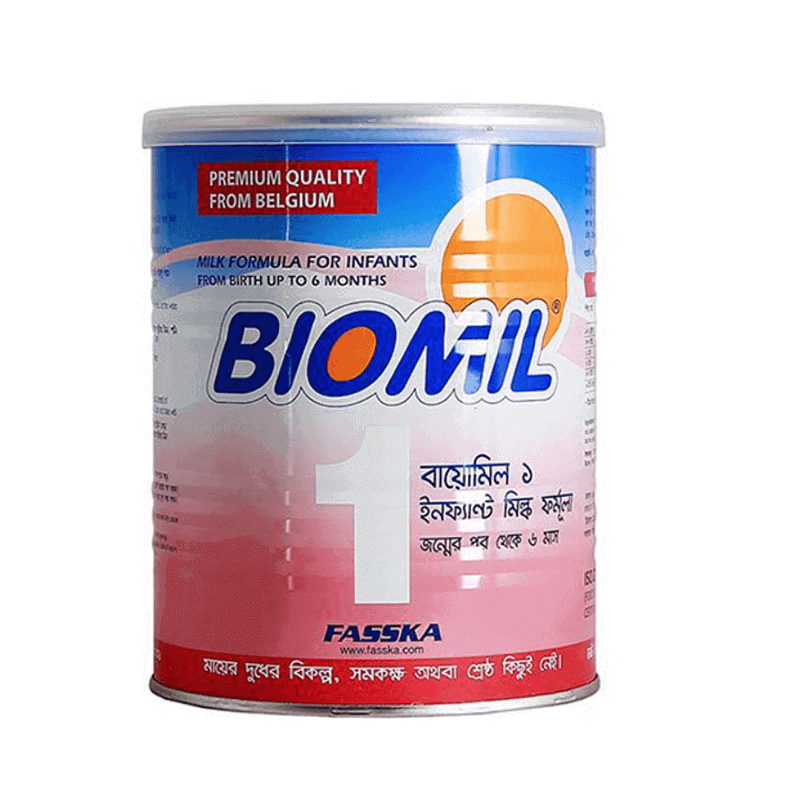 PREMIUM QUALITY
FROM BELGIUM
MILK FORMULA FOR INFANTS
FROM BIRTH UP TO 6 MONTHS
BIOMIL®
1
বায়োমিল ১
ইনফ্যান্ট মিল্ক ফর্মূলা
জন্মের পর থেকে ৬ মাস
FASSKA
www.fasska.com
মায়ের দুধের বিকল্প, সমকক্ষ অথবা শ্রেষ্ঠ কিছুই নেই।